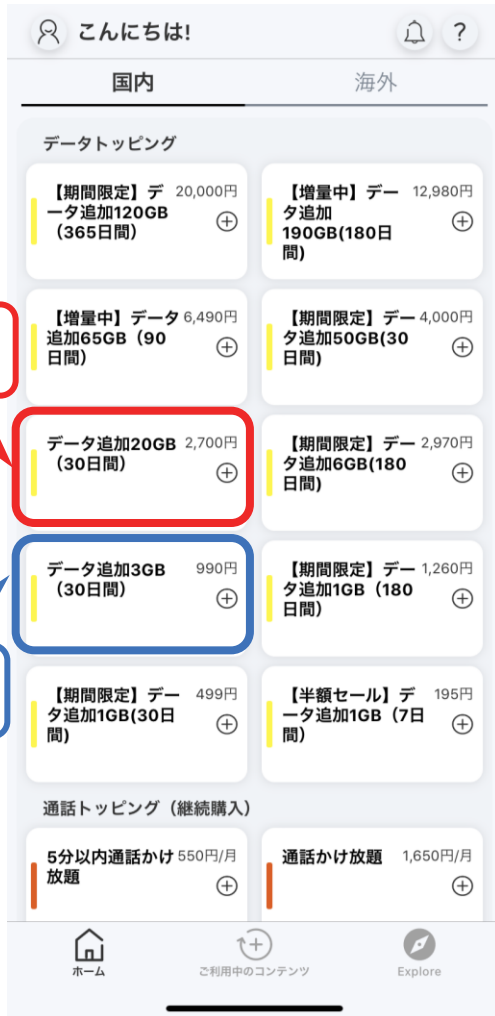 こんにちは!
?
国内
海外
データトッピング
【期間限定】デ
ータ追加120GB
（365日間）
20,000円
【増量中】デー
タ追加
190GB(180日
間)
12,980円
【増量中】データ
追加65GB（90
日間）
6,490円
【期間限定】デー
タ追加50GB(30
日間)
4,000円
データ追加20GB
（30日間）
2,700円
【期間限定】デー
タ追加6GB(180
日間)
2,970円
データ追加3GB
（30日間）
990円
【期間限定】デー
タ追加1GB（180
日間）
1,260円
【期間限定】デー
タ追加1GB(30日
間)
499円
【半額セール】デ
ータ追加1GB（7日
間）
195円
通話トッピング（継続購入）
5分以内通話かけ
放題
550円/月
通話かけ放題
1,650円/月
ホーム
ご利用中のコンテンツ
Explore